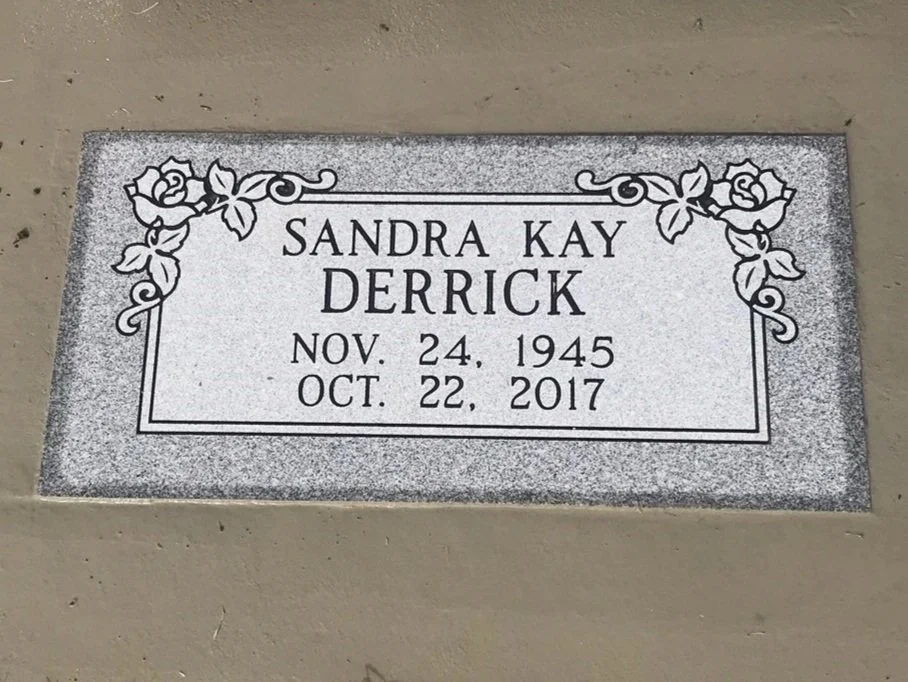 SANDRA KAY
DERRICK
NOV. 24, 1945
OCT. 22, 2017